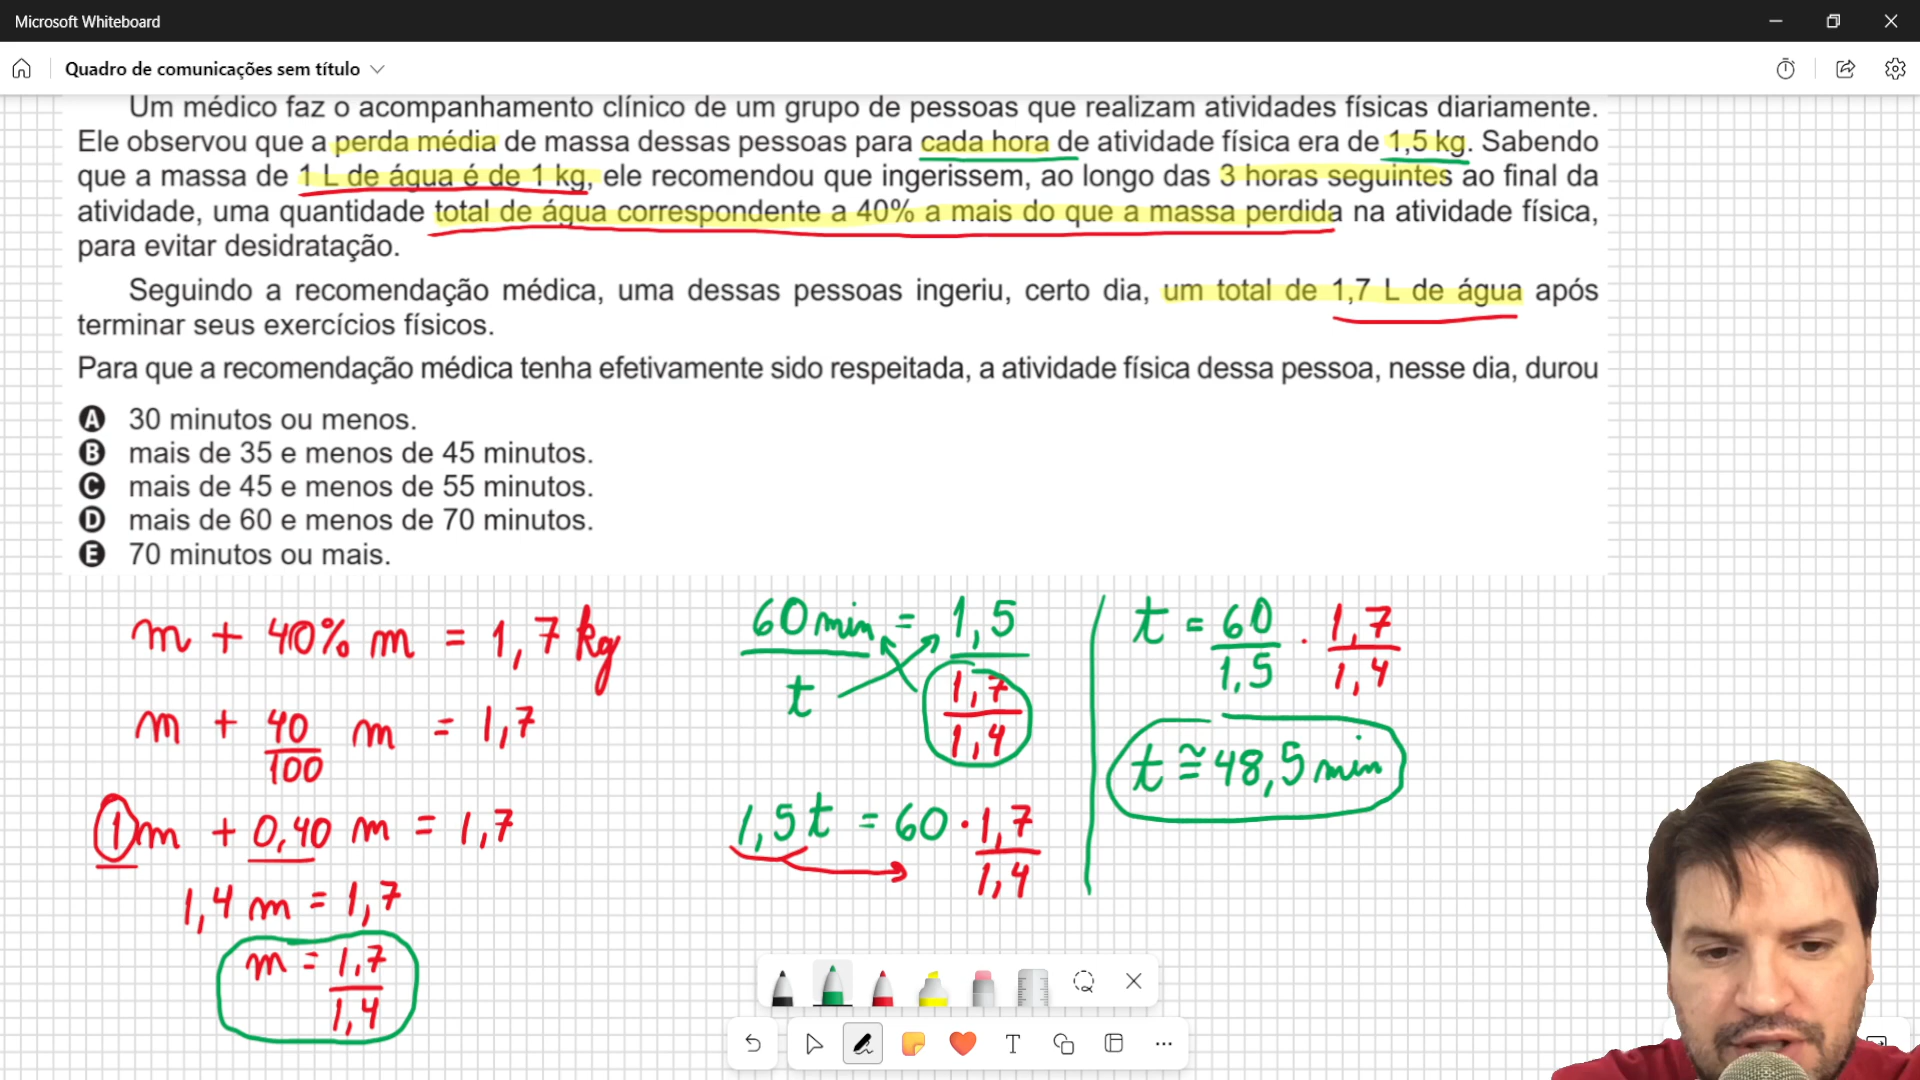 Microsoft Whiteboard
Quadro de comunicações sem título
Um médico faz o acompanhamento clínico de um grupo de pessoas que realizam atividades físicas diariamente.
Ele observou que a perda média de massa dessas pessoas para cada hora de atividade física era de 1,5 kg. Sabendo
que a massa de 1 L de água é de 1 kg, ele recomendou que ingerissem, ao longo das 3 horas seguintes ao final da
atividade, uma quantidade total de água correspondente a 40% a mais do que a massa perdida na atividade física,
para evitar desidratação.
Seguindo a recomendação médica, uma dessas pessoas ingeriu, certo dia, um total de 1,7 L de água após
terminar seus exercícios físicos.
Para que a recomendação médica tenha efetivamente sido respeitada, a atividade física dessa pessoa, nesse dia, durou
A 30 minutos ou menos.
B mais de 35 e menos de 45 minutos.
C mais de 45 e menos de 55 minutos.
D mais de 60 e menos de 70 minutos.
E 70 minutos ou mais.
m + 40% m = 1,7 kg
m + 40/100 m = 1,7
1m + 0,40 m = 1,7
1,4 m = 1,7
m = 1,7/1,4
60 min = 1,5
t 1,7/1,4
1,5t = 60 · 1,7/1,4
t = 60/1,5 · 1,7/1,4
t ≅ 48,5 min